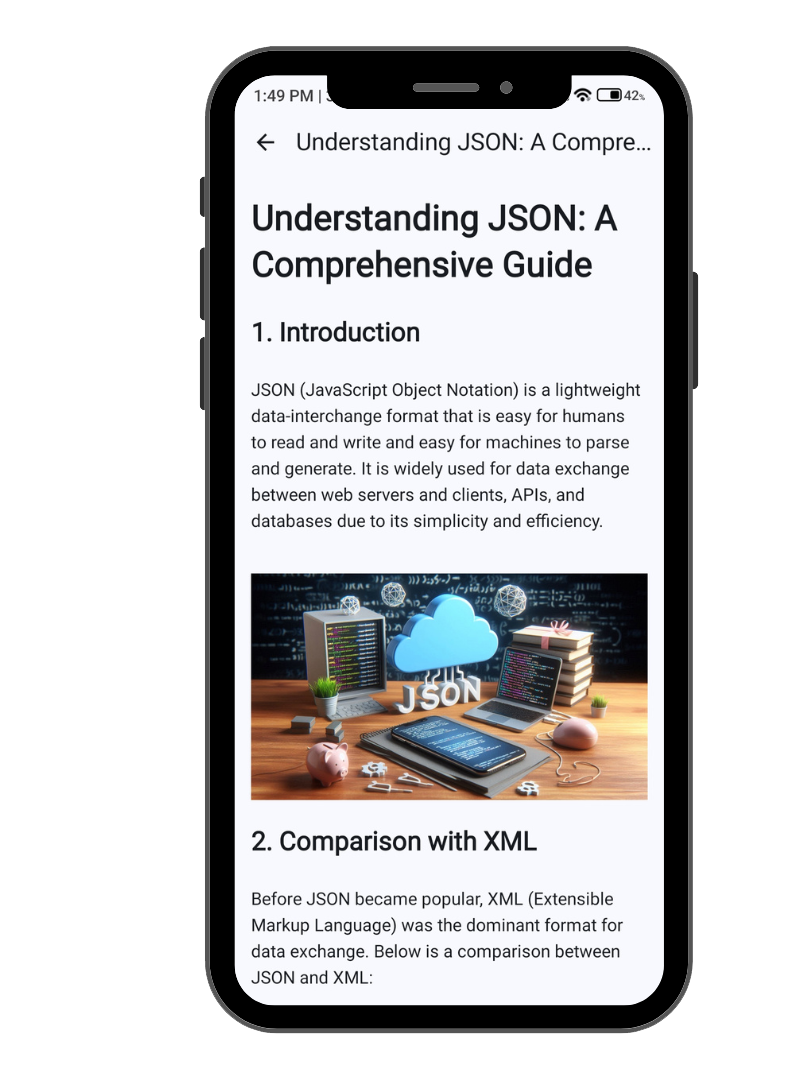 1:49 PM |
42%
Understanding JSON: A Compre...
Understanding JSON: A
Comprehensive Guide
1. Introduction
JSON (JavaScript Object Notation) is a lightweight
data-interchange format that is easy for humans
to read and write and easy for machines to parse
and generate. It is widely used for data exchange
between web servers and clients, APIs, and
databases due to its simplicity and efficiency.
JSON
2. Comparison with XML
Before JSON became popular, XML (Extensible
Markup Language) was the dominant format for
data exchange. Below is a comparison between
JSON and XML: